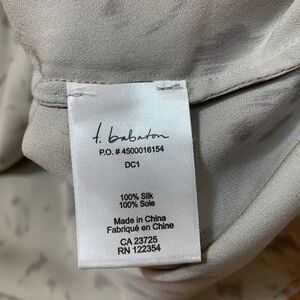 t. babaton
P.O. # 4500016154
DC1
100% Silk
100% Soie
Made in China
Fabriqué en Chine
CA 23725
RN 122354